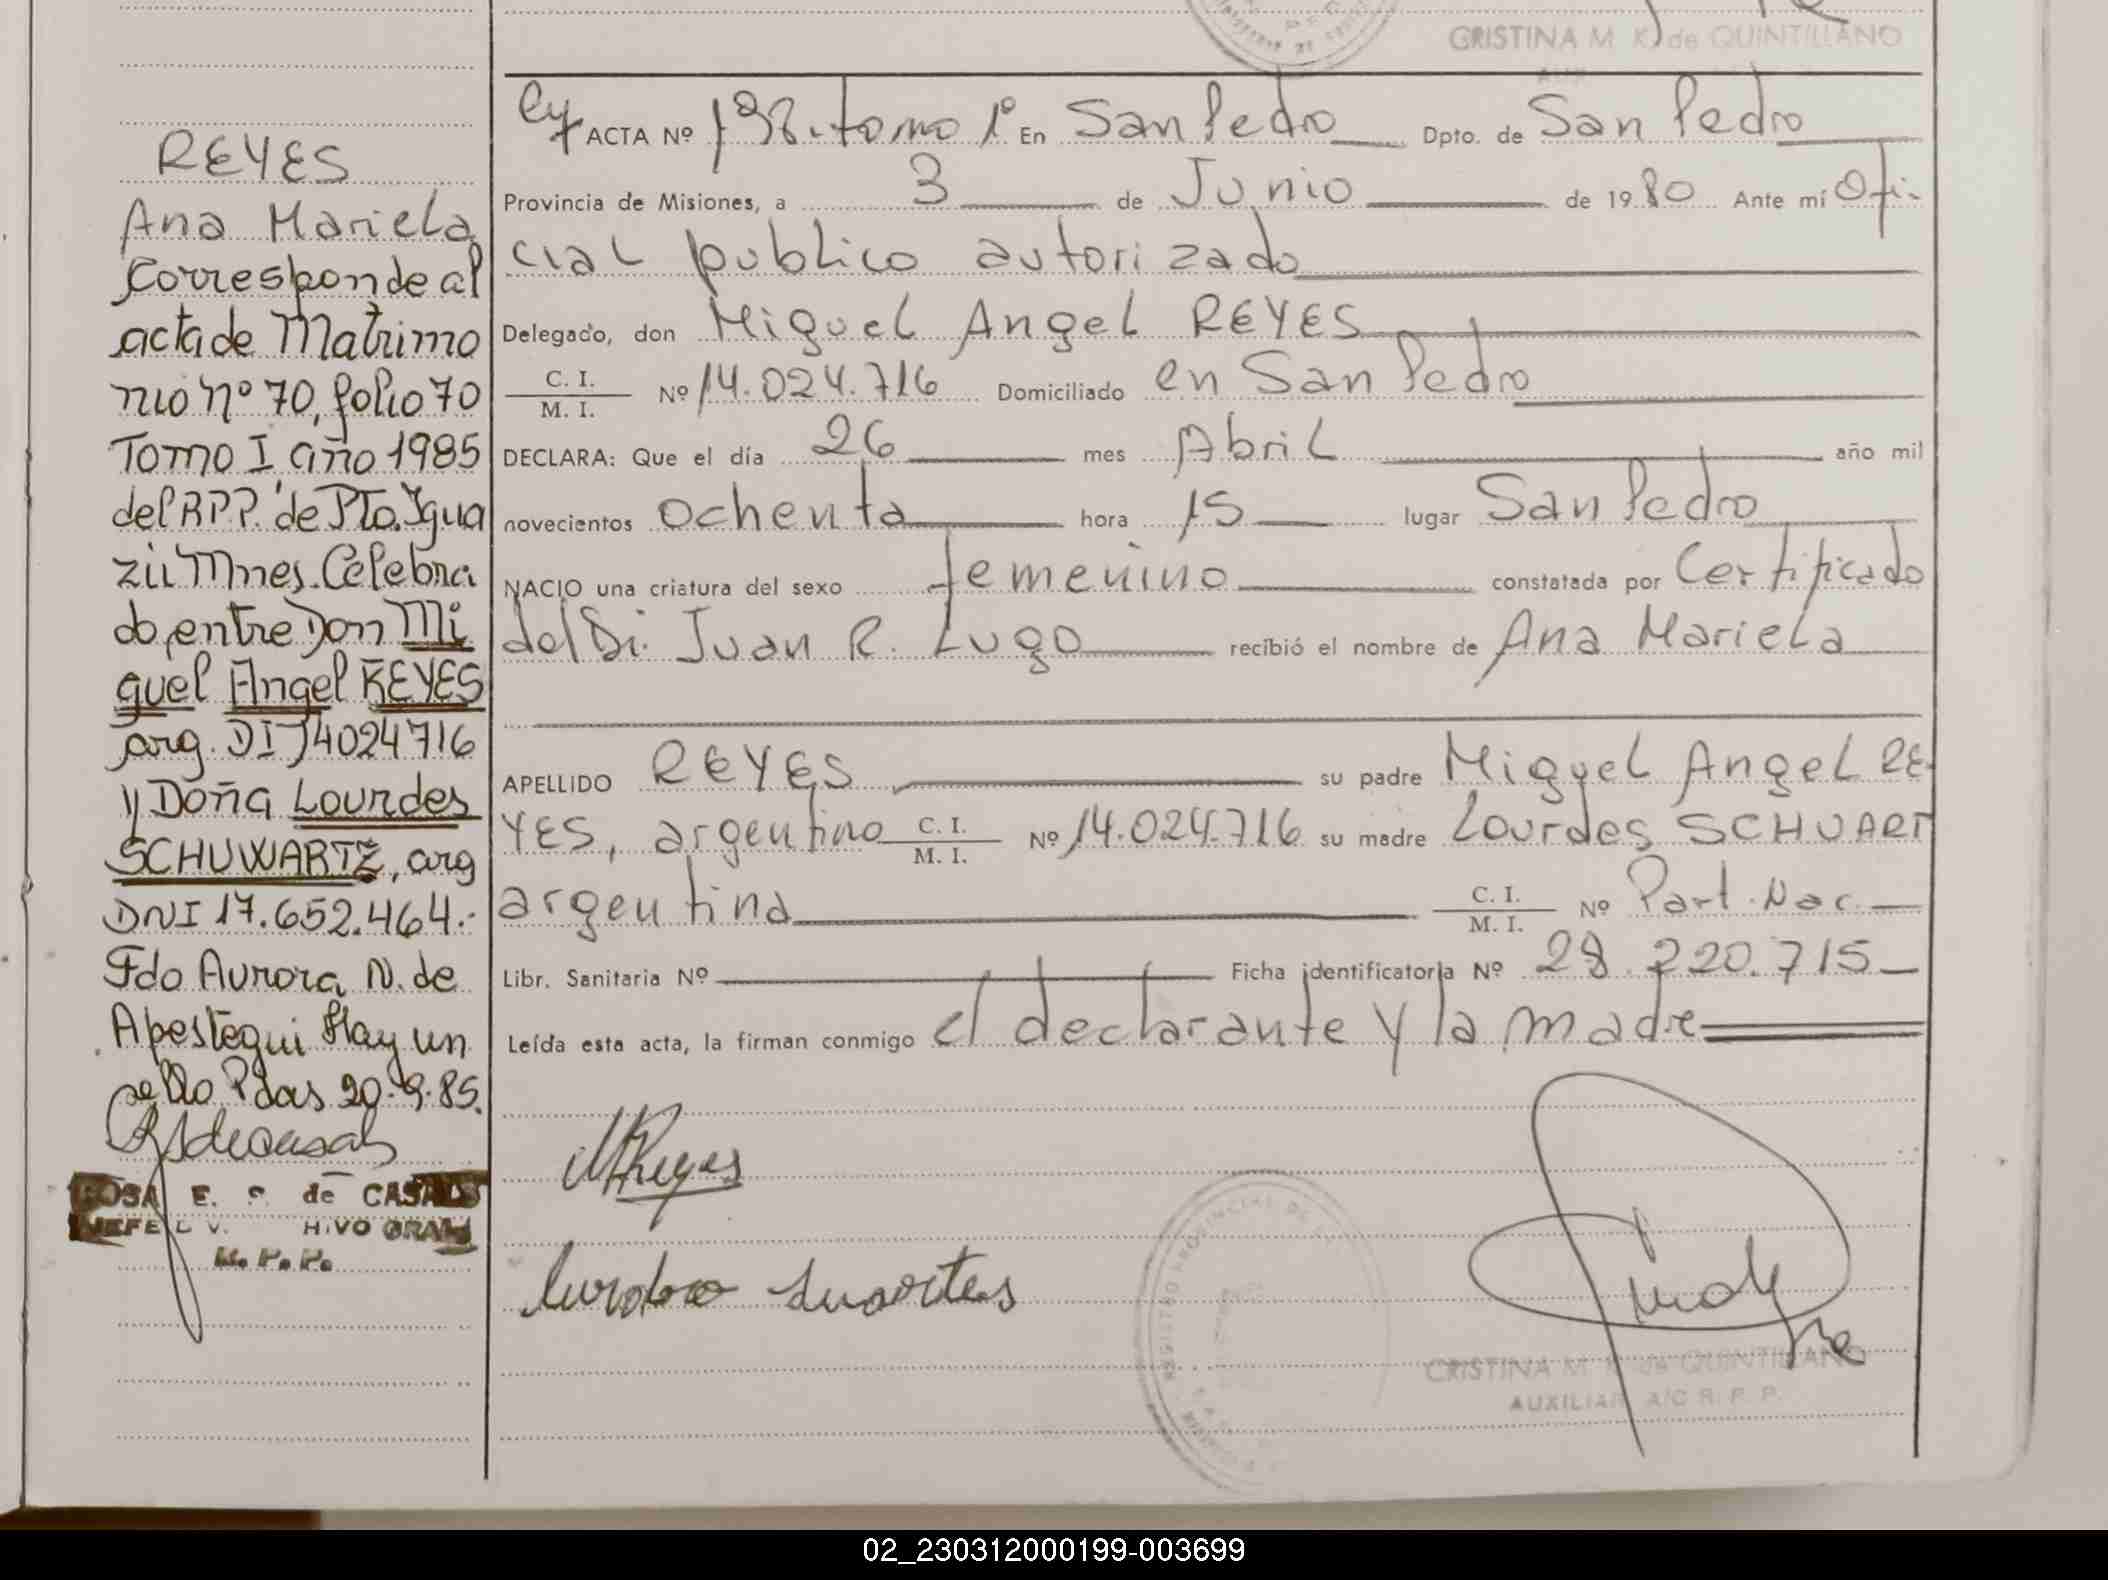 CRISTINA M. K. de QUINTILLANO
REYES
Ana Mariela
Corresponde al
acta de Matrimo
nio nº 70, folio 70
Tomo I año 1985
del RPP. de Pto. Igua
zú Mnes. Celebra
do, entre Don Mi
guel Angel REYES
arg. DI 14024716
y Doña Lourdes
SCHUWARTZ, arg
DNI 17.652.464.-
Fdo Aurora N. de
Apestegui Hay un
sello Pdas 20.9.85.
ROSA E. S. de CASALS
JEFE D V. HIVO GRAL
R. P. P.
ACTA Nº 198. tomo 1º En San Pedro Dpto. de San Pedro
Provincia de Misiones, a 3 de Junio de 1980 Ante mí Ofi-
cial publico autorizado
Delegado, don Miguel Angel REYES
C. I.
M. I. Nº 14.024.716 Domiciliado en San Pedro
DECLARA: Que el día 26 mes Abril año mil
novecientos ochenta hora 15 lugar San Pedro
NACIO una criatura del sexo femenino constatada por Certificado
del Dr. Juan R. Lugo recibió el nombre de Ana Mariela
APELLIDO REYES su padre Miguel Angel RE-
YES, argentino C. I. M. I. Nº 14.024.716 su madre Lourdes SCHUART
argentina C. I. M. I. Nº Part. Nac.
Libr. Sanitaria Nº Ficha identificatoria Nº 28.220.715
Leída esta acta, la firman conmigo el declarante y la madre
MReyes
REGISTRO PROVINCIAL DE
CRISTINA M. K. de QUINTILLANO
AUXILIAR A/C R. P. P.
02_230312000199-003699